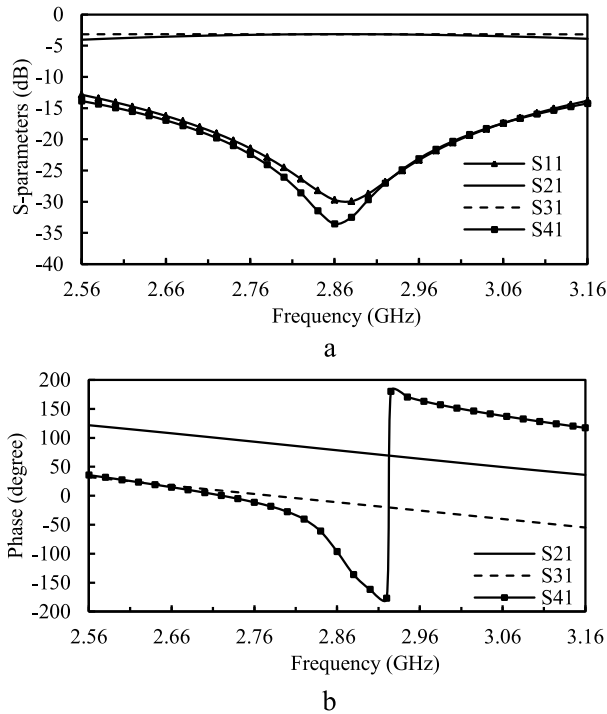 S-parameters (dB)
0
-5
-10
-15
-20
-25
-30
-35
-40
S11
S21
S31
S41
2.56 2.66 2.76 2.86 2.96 3.06 3.16
Frequency (GHz)
a
Phase (degree)
200
150
100
50
0
-50
-100
-150
-200
S21
S31
S41
2.56 2.66 2.76 2.86 2.96 3.06 3.16
Frequency (GHz)
b